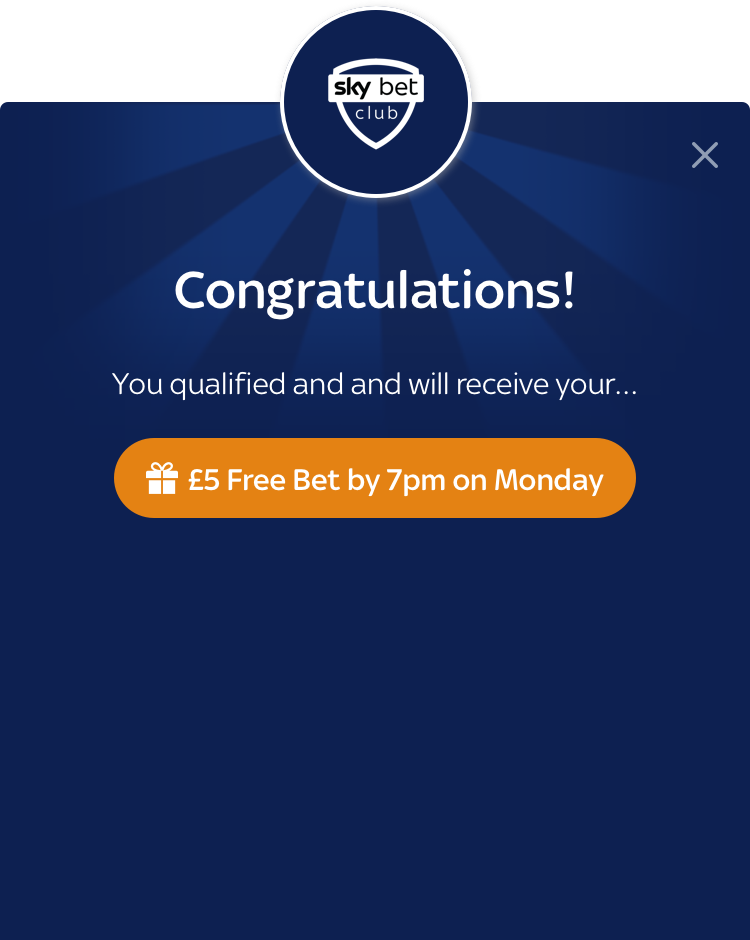 sky bet
club
Congratulations!
You qualified and and will receive your...
£5 Free Bet by 7pm on Monday